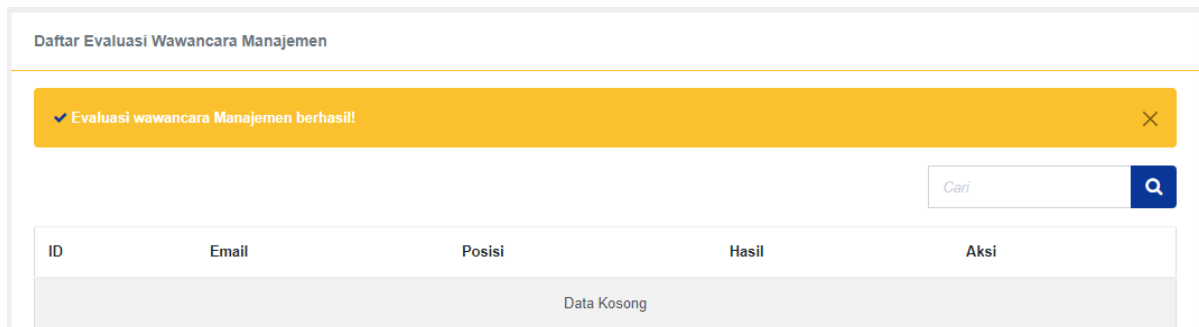 Daftar Evaluasi Wawancara Manajemen
Evaluasi wawancara Manajemen berhasil!
Cari
ID Email Posisi Hasil Aksi
Data Kosong